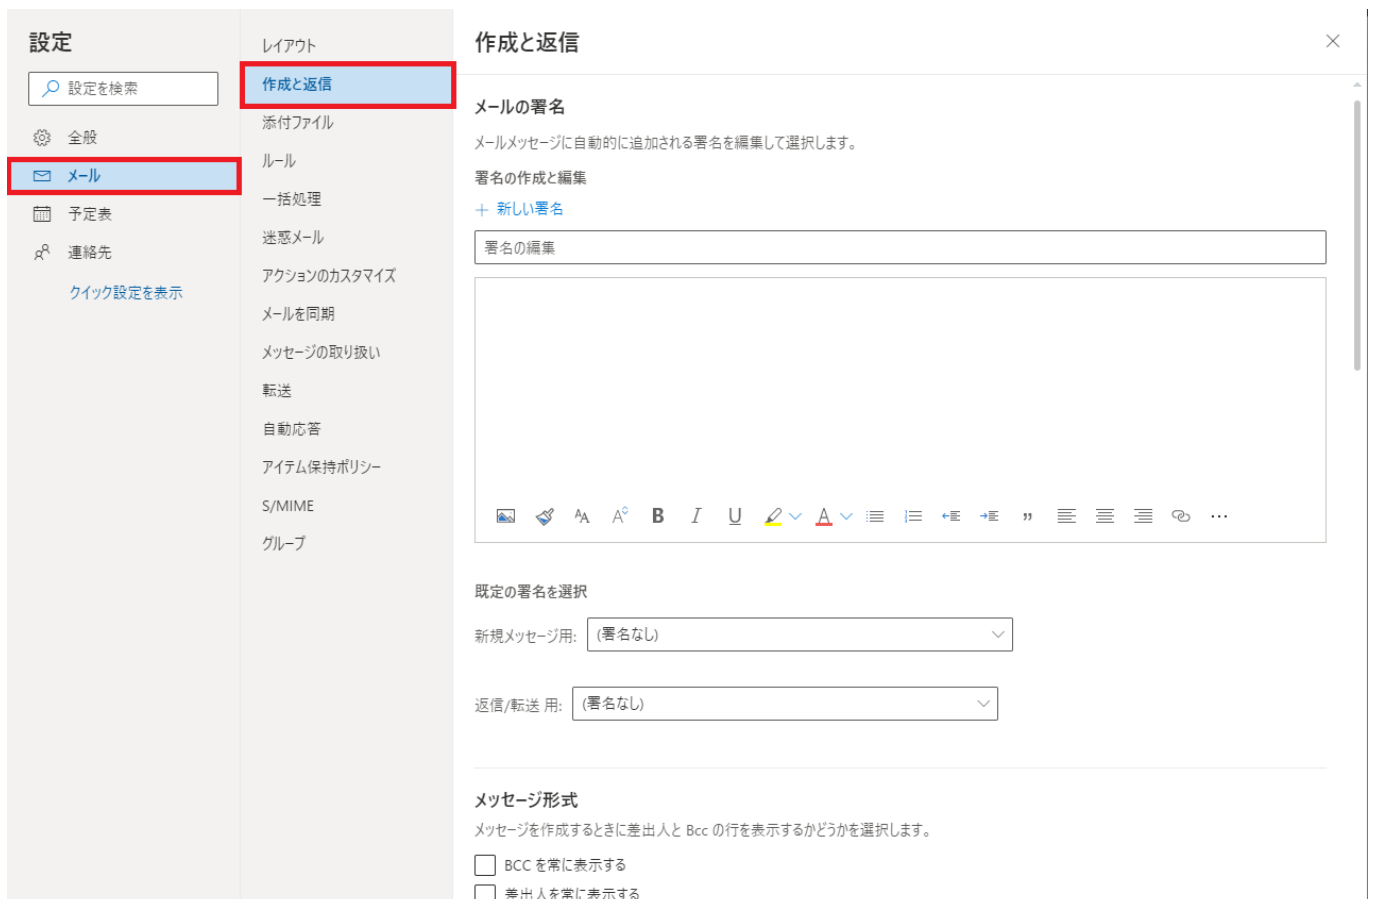 設定
設定を検索
全般
メール
予定表
連絡先
クイック設定を表示
レイアウト
作成と返信
添付ファイル
ルール
一括処理
迷惑メール
アクションのカスタマイズ
メールを同期
メッセージの取り扱い
転送
自動応答
アイテム保持ポリシー
S/MIME
グループ
作成と返信
メールの署名
メールメッセージに自動的に追加される署名を編集して選択します。
署名の作成と編集
＋ 新しい署名
署名の編集
B I U A
既定の署名を選択
新規メッセージ用: (署名なし)
返信/転送 用: (署名なし)
メッセージ形式
メッセージを作成するときに差出人と Bcc の行を表示するかどうかを選択します。
BCC を常に表示する
差出人を常に表示する